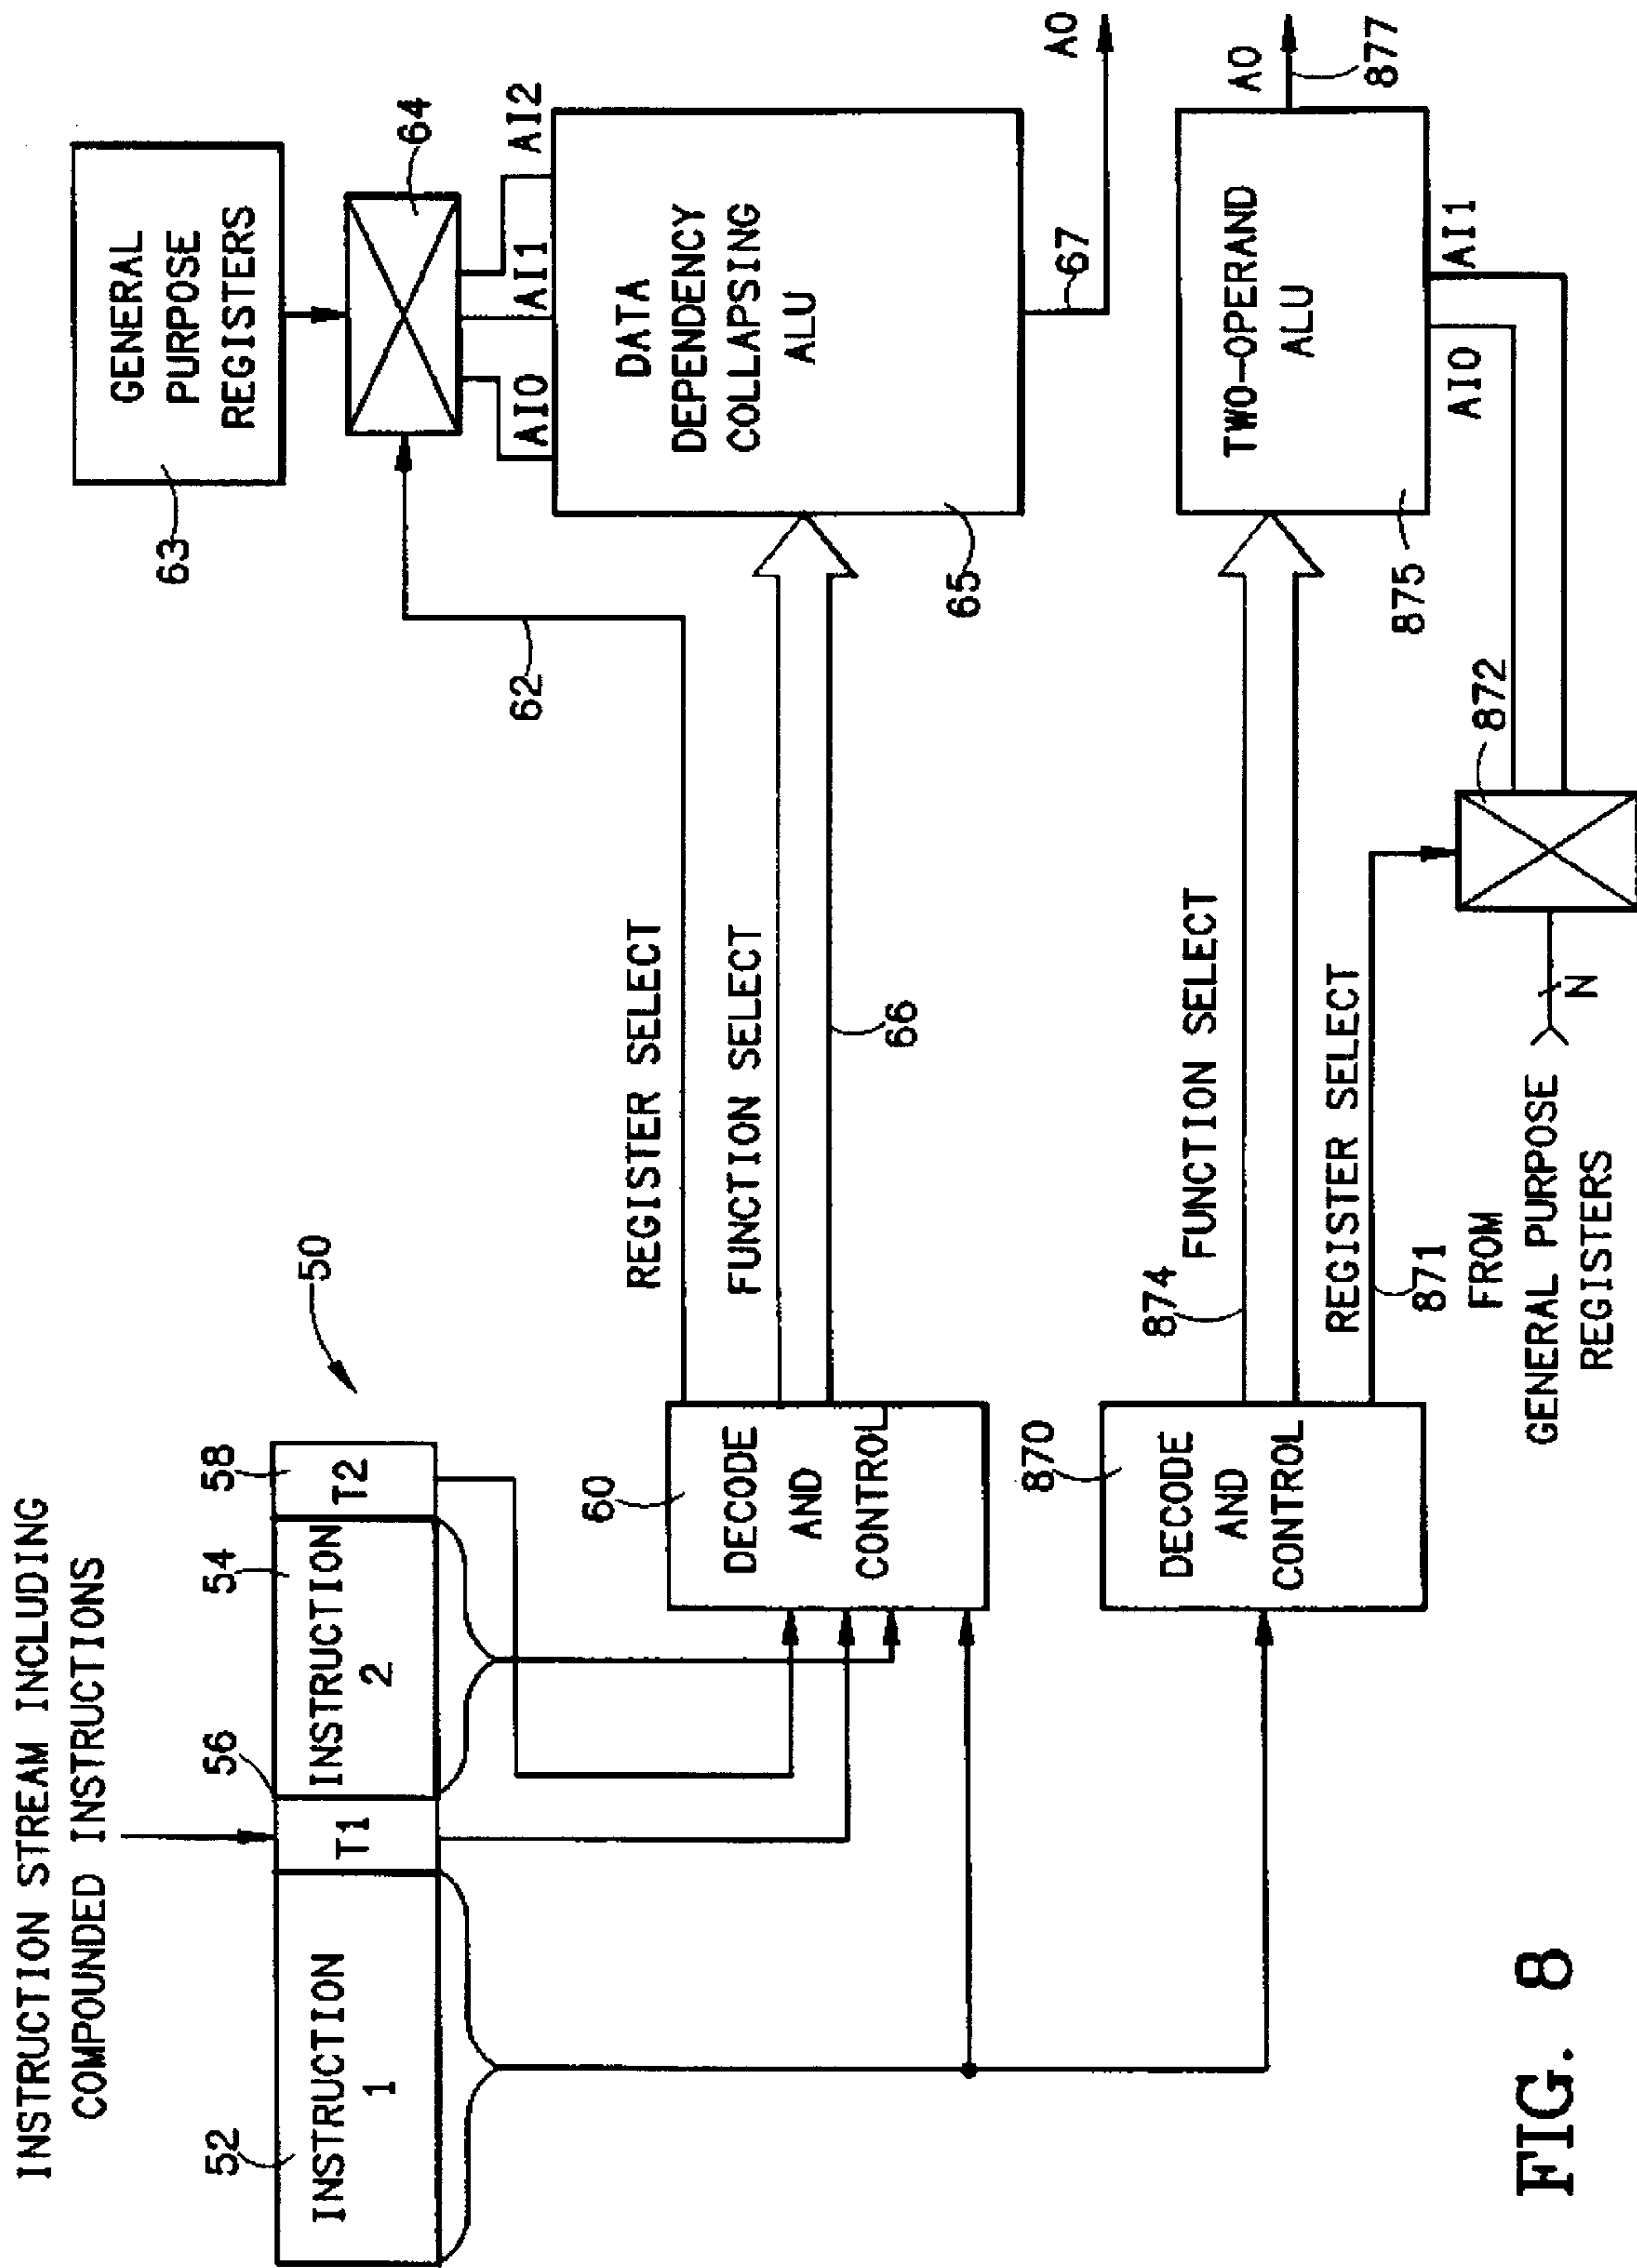 INSTRUCTION STREAM INCLUDING
COMPOUNDED INSTRUCTIONS
52
56
54
58
50
INSTRUCTION
1
T1
INSTRUCTION
2
T2
60
DECODE
AND
CONTROL
REGISTER SELECT
FUNCTION SELECT
66
62
63
GENERAL
PURPOSE
REGISTERS
64
AI0
AI1
AI2
DATA
DEPENDENCY
COLLAPSING
ALU
65
67
AO
870
DECODE
AND
CONTROL
874
FUNCTION SELECT
REGISTER SELECT
871
FROM
GENERAL PURPOSE
REGISTERS
N
872
TWO-OPERAND
ALU
875
AI0
AI1
AO
877
FIG. 8